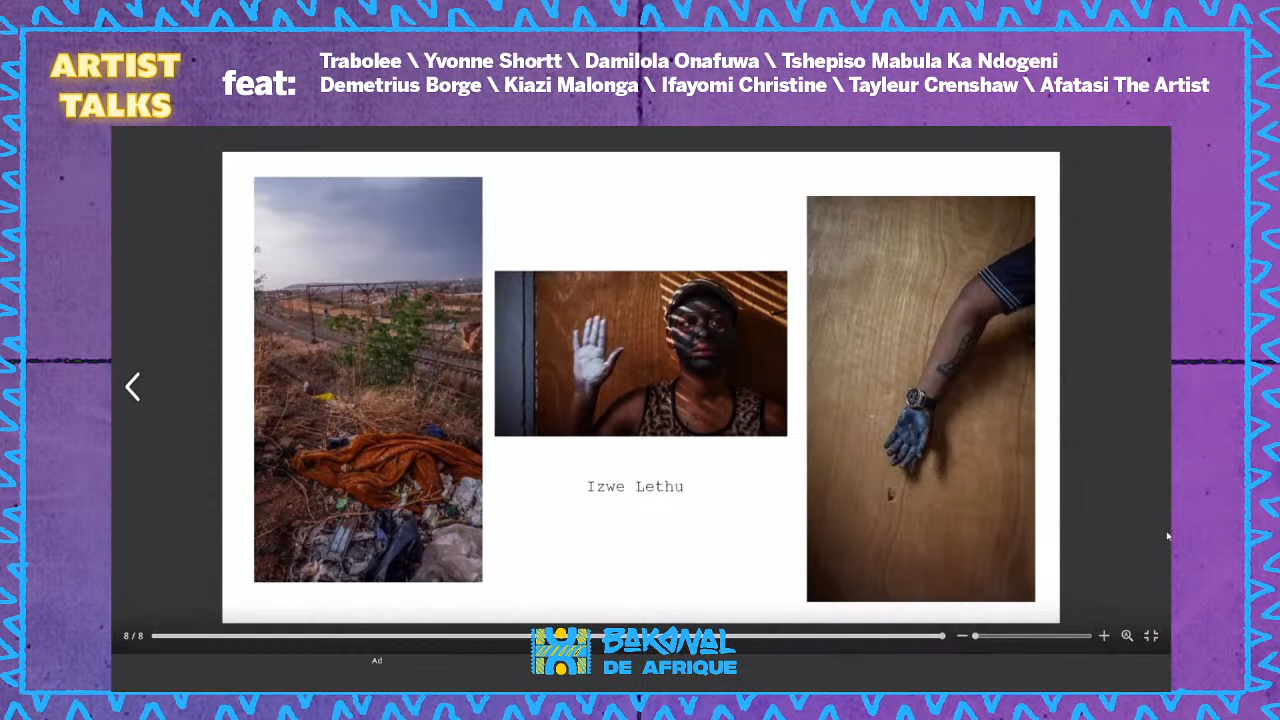 ARTIST
TALKS
feat:
Trabolee \ Yvonne Shortt \ Damilola Onafuwa \ Tshepiso Mabula Ka Ndogeni
Demetrius Borge \ Kiazi Malonga \ Ifayomi Christine \ Tayleur Crenshaw \ Afatasi The Artist
Izwe Lethu
8 / 8
Ad
BAKANAL
DE AFRIQUE